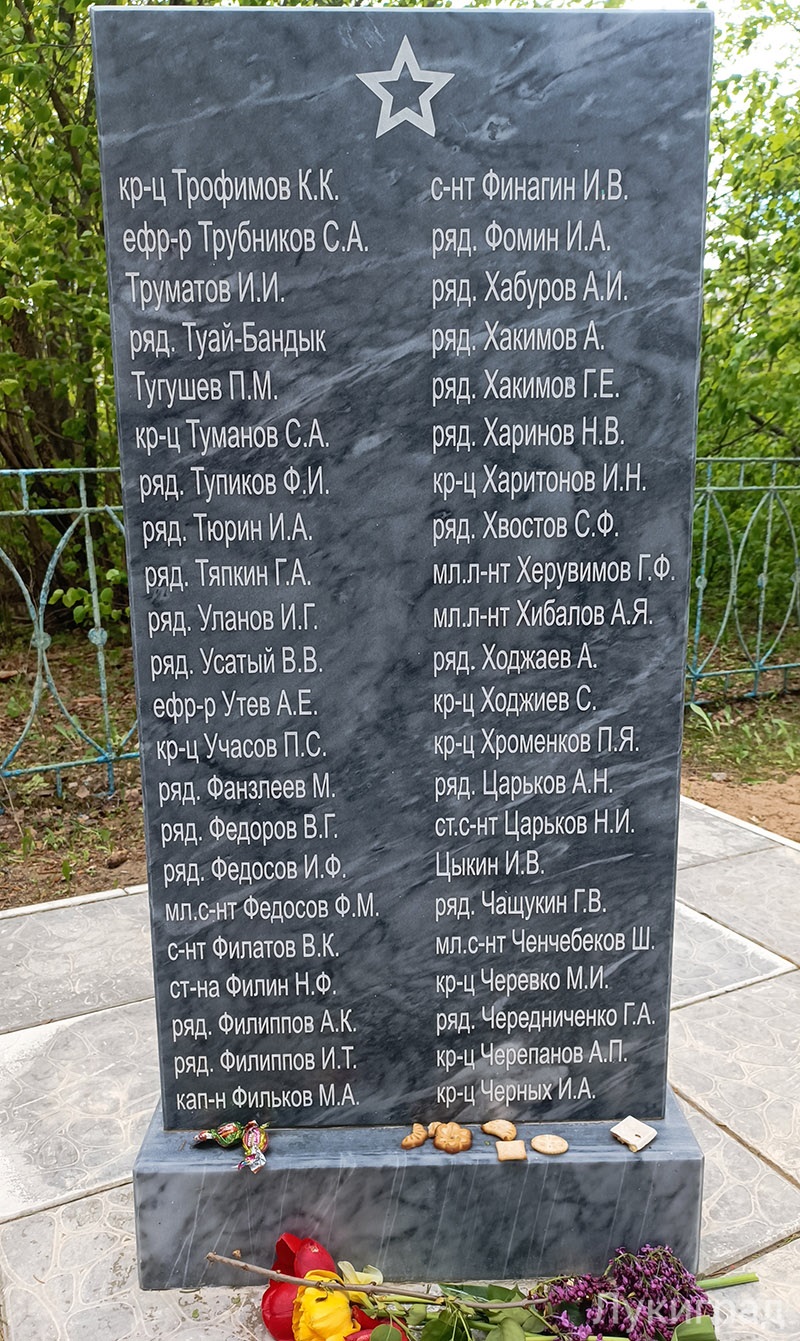 кр-ц Трофимов К.К.
ефр-р Трубников С.А.
Труматов И.И.
ряд. Туай-Бандык
Тугушев П.М.
кр-ц Туманов С.А.
ряд. Тупиков Ф.И.
ряд. Тюрин И.А.
ряд. Тяпкин Г.А.
ряд. Уланов И.Г.
ряд. Усатый В.В.
ефр-р Утев А.Е.
кр-ц Учасов П.С.
ряд. Фанзлеев М.
ряд. Федоров В.Г.
ряд. Федосов И.Ф.
мл.с-нт Федосов Ф.М.
с-нт Филатов В.К.
ст-на Филин Н.Ф.
ряд. Филиппов А.К.
ряд. Филиппов И.Т.
кап-н Фильков М.А.
с-нт Финагин И.В.
ряд. Фомин И.А.
ряд. Хабуров А.И.
ряд. Хакимов А.
ряд. Хакимов Г.Е.
ряд. Харинов Н.В.
кр-ц Харитонов И.Н.
ряд. Хвостов С.Ф.
мл.л-нт Херувимов Г.Ф.
мл.л-нт Хибалов А.Я.
ряд. Ходжаев А.
кр-ц Ходжиев С.
кр-ц Хроменков П.Я.
ряд. Царьков А.Н.
ст.с-нт Царьков Н.И.
Цыкин И.В.
ряд. Чащукин Г.В.
мл.с-нт Ченчебеков Ш.
кр-ц Черевко М.И.
ряд. Чередниченко Г.А.
кр-ц Черепанов А.П.
кр-ц Черных И.А.
Лукиград